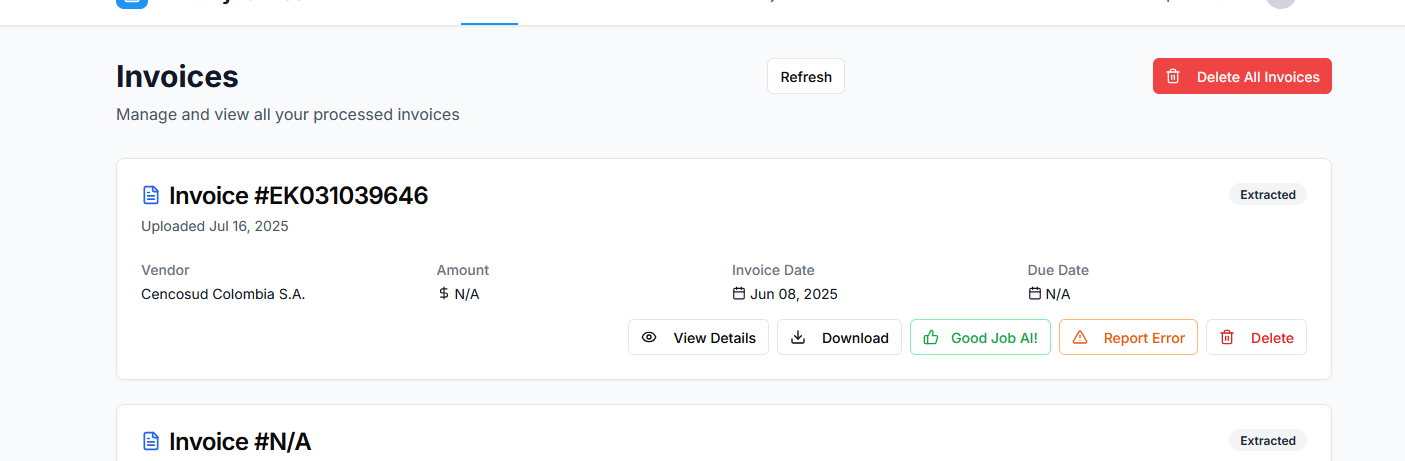 Invoices
Refresh
Delete All Invoices
Manage and view all your processed invoices
Invoice #EK031039646
Extracted
Uploaded Jul 16, 2025
Vendor
Amount
Invoice Date
Due Date
Cencosud Colombia S.A.
$ N/A
Jun 08, 2025
N/A
View Details
Download
Good Job AI!
Report Error
Delete
Invoice #N/A
Extracted